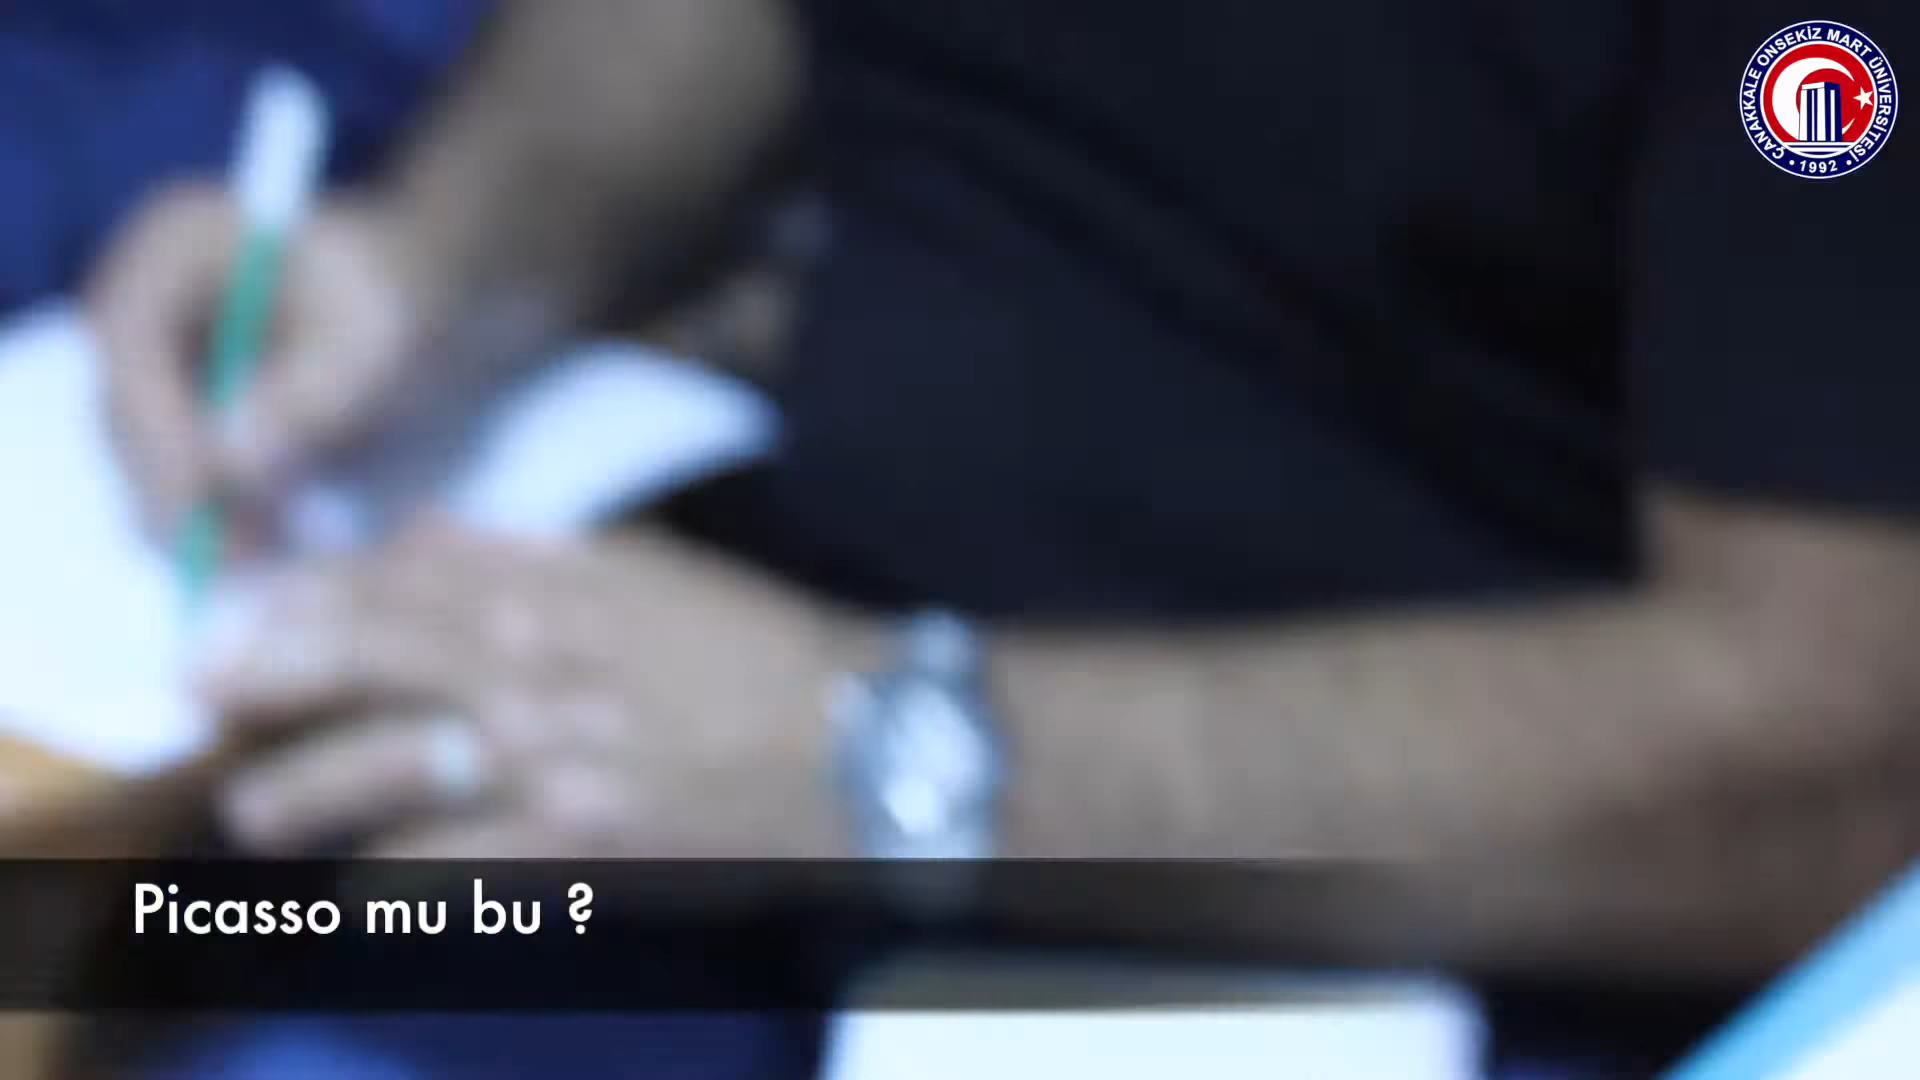 ÇANAKKALE ONSEKİZ MART ÜNİVERSİTESİ
• 1992 •
Picasso mu bu ?